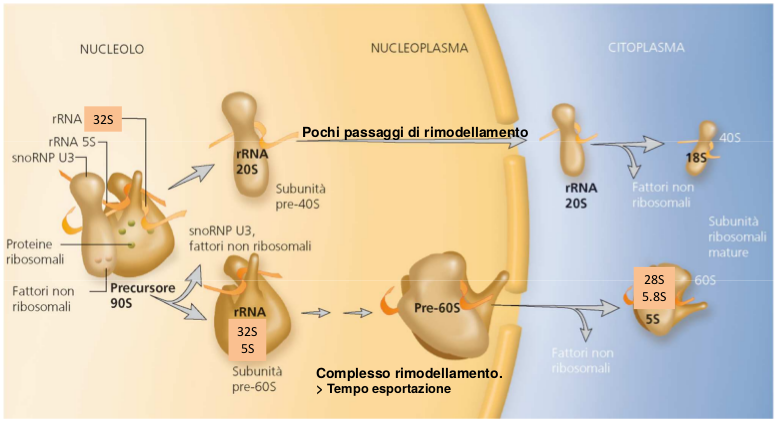 NUCLEOLO
NUCLEOPLASMA
CITOPLASMA
rRNA 32S
rRNA 5S
snoRNP U3
Proteine
ribosomali
Fattori non
ribosomali
Precursore
90S
rRNA
20S
Subunità
pre-40S
snoRNP U3,
fattori non ribosomali
rRNA
32S
5S
Subunità
pre-60S
Pochi passaggi di rimodellamento
Pre-60S
Complesso rimodellamento.
> Tempo esportazione
rRNA
20S
Fattori non
ribosomali
18S
40S
Subunità
ribosomali
mature
60S
28S
5.8S
5S
Fattori non
ribosomali